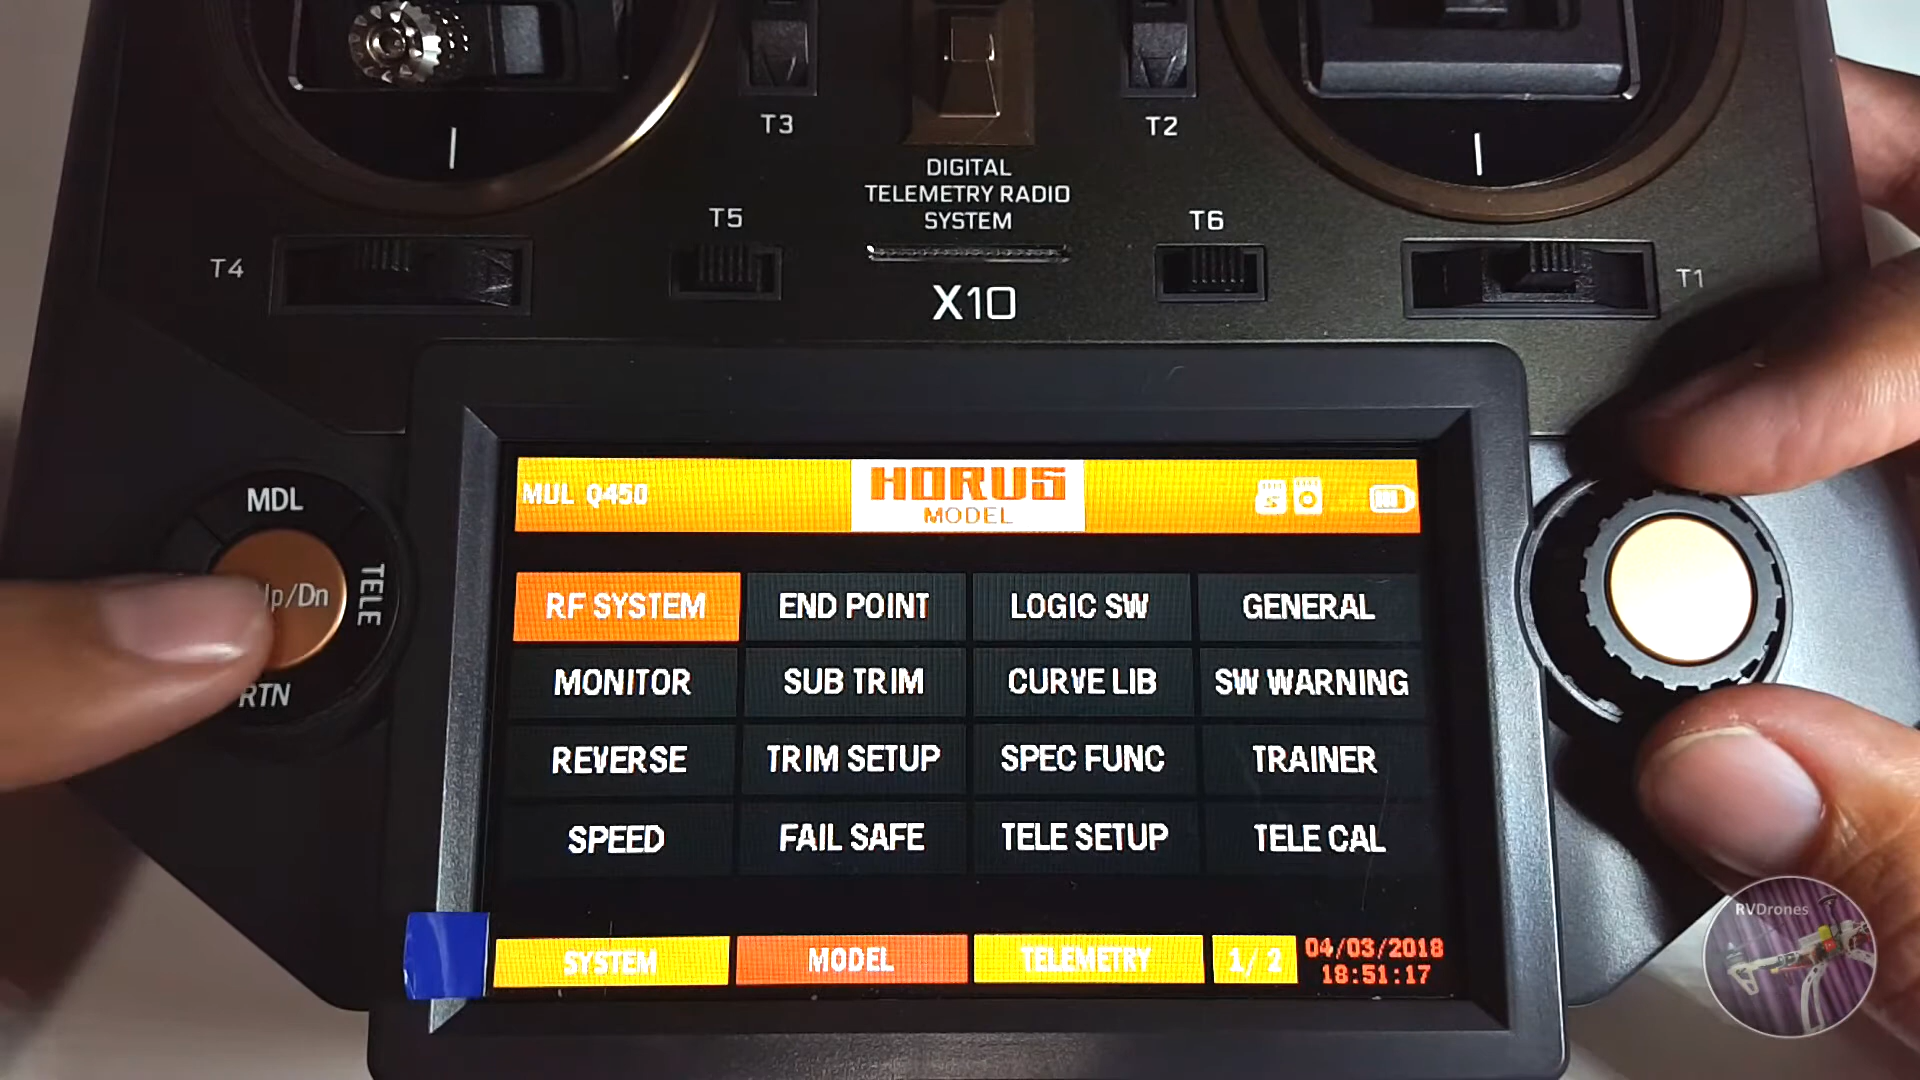 T3
T2
DIGITAL
TELEMETRY RADIO
SYSTEM
T5
T6
T4
T1
X10
MDL
Up/Dn
TELE
RTN
MUL Q450
HORUS
MODEL
RF SYSTEM
END POINT
LOGIC SW
GENERAL
MONITOR
SUB TRIM
CURVE LIB
SW WARNING
REVERSE
TRIM SETUP
SPEC FUNC
TRAINER
SPEED
FAIL SAFE
TELE SETUP
TELE CAL
SYSTEM
MODEL
TELEMETRY
1/ 2
04/03/2018
18:51:17
RVDrones